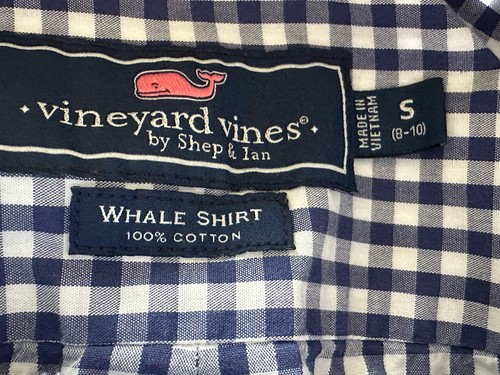 vineyard vines®
by Shep & Ian
MADE IN
VIETNAM
S
(8-10)
WHALE SHIRT
100% COTTON